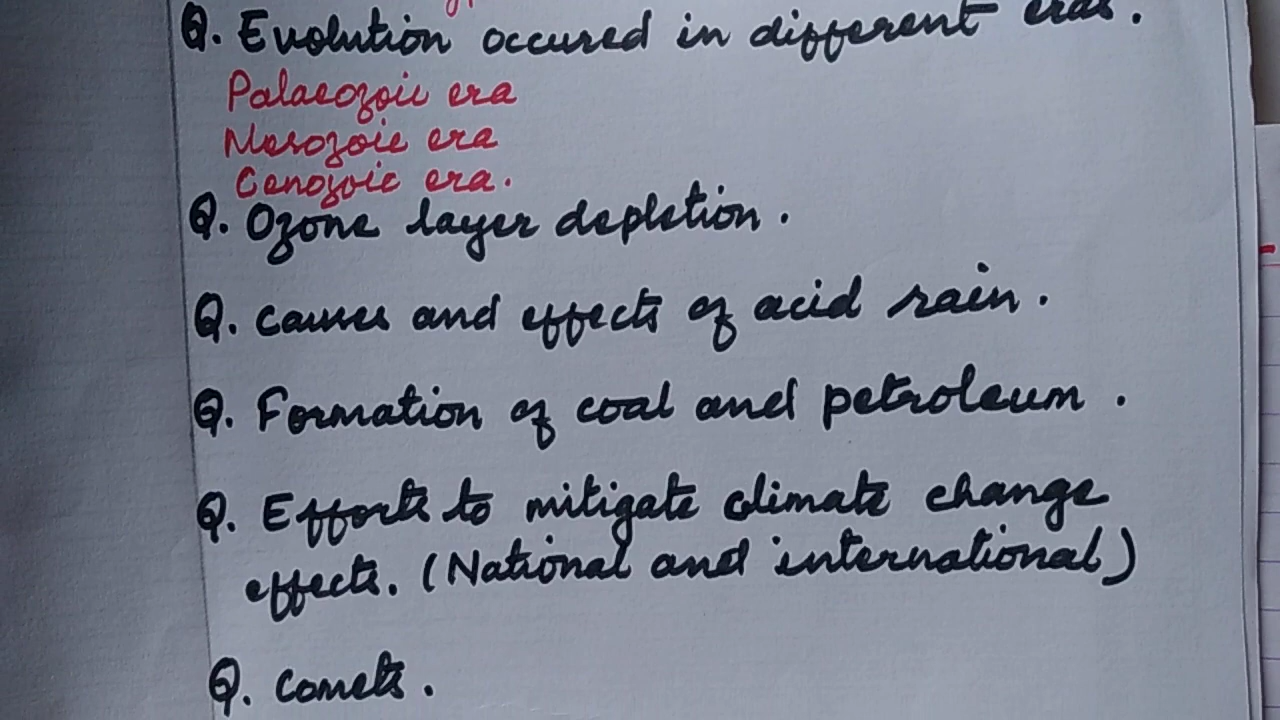 Q. Evolution occured in different eras.
Palaeozoic era
Mesozoic era
Cenozoic era.
Q. Ozone layer depletion.
Q. Causes and effects of acid rain.
Q. Formation of coal and petroleum.
Q. Efforts to mitigate climate change
effects. (National and international)
Q. Comets.